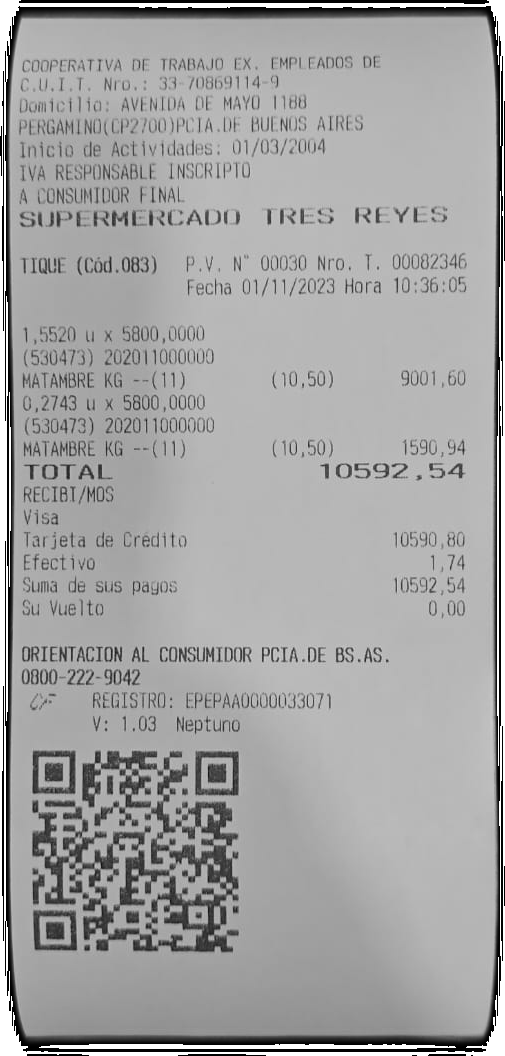 COOPERATIVA DE TRABAJO EX. EMPLEADOS DE
C.U.I.T. Nro.: 33-70869114-9
Domicilio: AVENIDA DE MAYO 1188
PERGAMINO(CP2700)PCIA.DE BUENOS AIRES
Inicio de Actividades: 01/03/2004
IVA RESPONSABLE INSCRIPTO
A CONSUMIDOR FINAL
SUPERMERCADO TRES REYES
TIQUE (Cód.083) P.V. N° 00030 Nro. T. 00082346
Fecha 01/11/2023 Hora 10:36:05
1,5520 u x 5800,0000
(530473) 202011000000
MATAMBRE KG --(11) (10,50) 9001,60
0,2743 u x 5800,0000
(530473) 202011000000
MATAMBRE KG --(11) (10,50) 1590,94
TOTAL 10592,54
RECIBI/MOS
Visa
Tarjeta de Crédito 10590,80
Efectivo 1,74
Suma de sus pagos 10592,54
Su Vuelto 0,00
ORIENTACION AL CONSUMIDOR PCIA.DE BS.AS.
0800-222-9042
CF REGISTRO: EPEPAA0000033071
V: 1.03 Neptuno